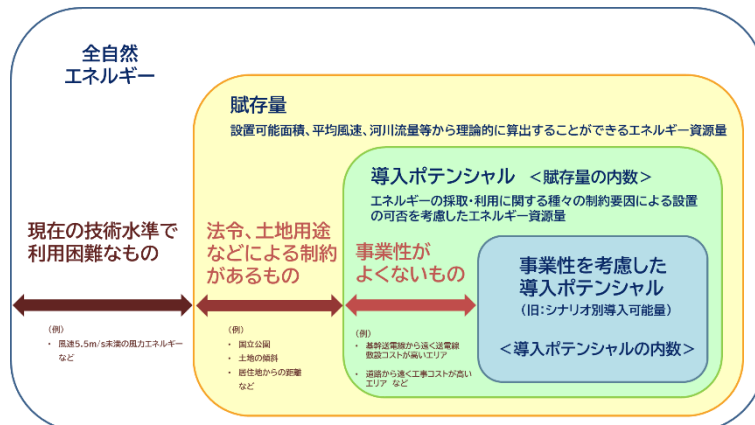 全自然
エネルギー
賦存量
設置可能面積、平均風速、河川流量等から理論的に算出することができるエネルギー資源量
導入ポテンシャル <賦存量の内数>
エネルギーの採取・利用に関する種々の制約要因による設置
の可否を考慮したエネルギー資源量
現在の技術水準で
利用困難なもの
法令、土地用途
などによる制約
があるもの
事業性が
よくないもの
事業性を考慮した
導入ポテンシャル
(旧:シナリオ別導入可能量)
<導入ポテンシャルの内数>
(例)
・ 風速5.5m/s未満の風力エネルギー
など
(例)
・ 国立公園
・ 土地の傾斜
・ 居住地からの距離
など
(例)
・ 基幹送電線から遠く送電線
敷設コストが高いエリア
・ 道路から遠く工事コストが高い
エリア など